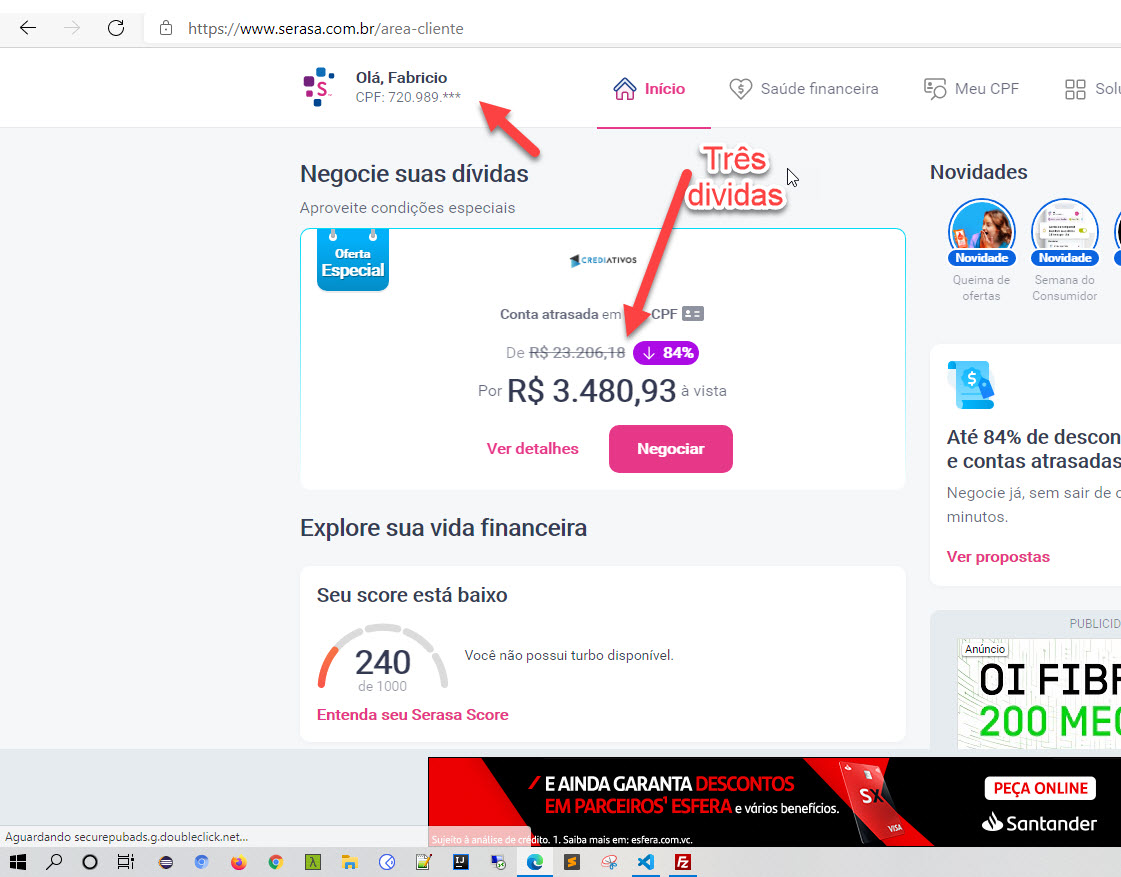 https://www.serasa.com.br/area-cliente
Olá, Fabricio
CPF: 720.989.***
Início
Saúde financeira
Meu CPF
Solu
Três
dividas
Negocie suas dívidas
Aproveite condições especiais
Novidades
Oferta
Especial
CREDIATIVOS
Conta atrasada em CPF
De R$ 23.206,18 84%
Por R$ 3.480,93 à vista
Ver detalhes
Negociar
Novidade
Novidade
Queima de
ofertas
Semana do
Consumidor
Até 84% de descon
e contas atrasadas
Negocie já, sem sair de c
minutos.
Ver propostas
Explore sua vida financeira
Seu score está baixo
240
de 1000
Você não possui turbo disponível.
Entenda seu Serasa Score
PUBLICID
Anúncio
OI FIBR
200 MEG
E AINDA GARANTA DESCONTOS
EM PARCEIROS¹ ESFERA e vários benefícios.
Sujeito à análise de crédito. 1. Saiba mais em: esfera.com.vc.
SX
VISA
PEÇA ONLINE
Santander
Aguardando securepubads.g.doubleclick.net...